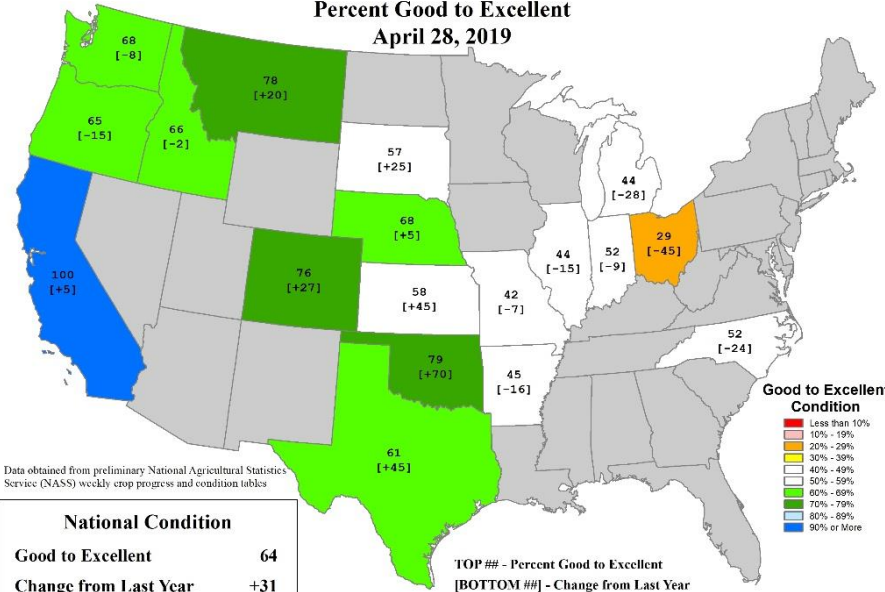 Percent Good to Excellent
April 28, 2019
68
[-8]
78
[+20]
65
[-15]
66
[-2]
57
[+25]
44
[-28]
68
[+5]
29
[-45]
44
[-15]
52
[-9]
100
[+5]
76
[+27]
58
[+45]
42
[-7]
52
[-24]
79
[+70]
45
[-16]
61
[+45]
Good to Excellent
Condition
Less than 10%
10% - 19%
20% - 29%
30% - 39%
40% - 49%
50% - 59%
60% - 69%
70% - 79%
80% - 89%
90% or More
Data obtained from preliminary National Agricultural Statistics
Service (NASS) weekly crop progress and condition tables
National Condition
Good to Excellent 64
Change from Last Year +31
TOP ## - Percent Good to Excellent
[BOTTOM ##] - Change from Last Year